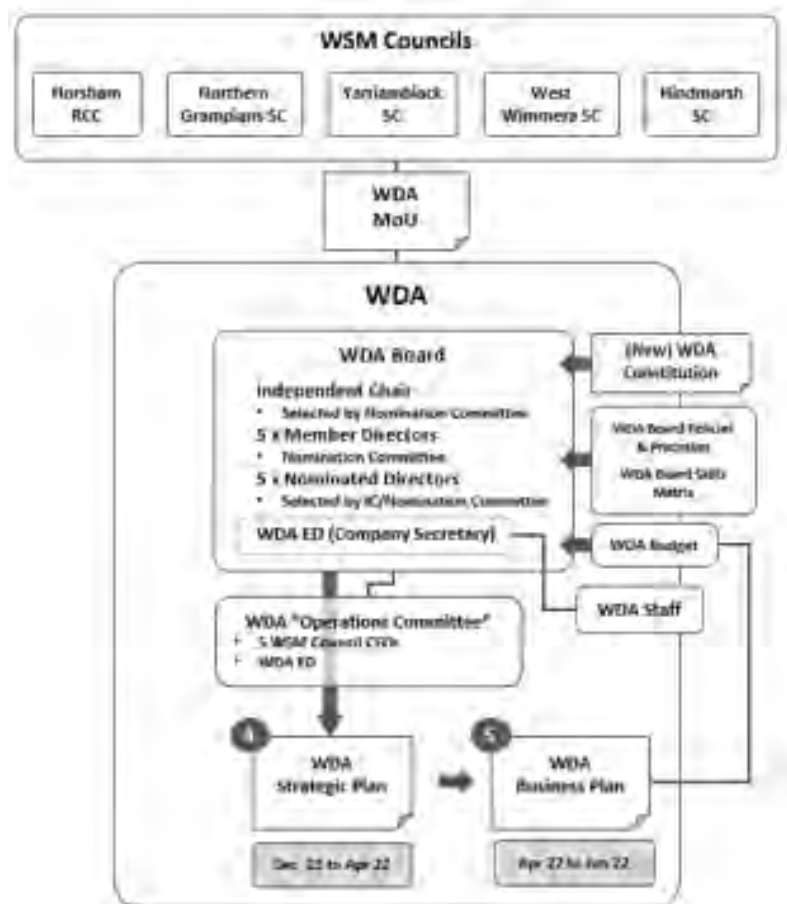 WSM Councils
Horsham
RCC
Northern
Grampians SC
Yarriambiack
SC
West
Wimmera SC
Hindmarsh
SC
WDA
MoU
WDA
WDA Board
Independent Chair
• Selected by Nomination Committee
5 x Member Directors
• Nomination Committee
5 x Nominated Directors
• Selected by IC/Nomination Committee
WDA ED (Company Secretary)
(New) WDA
Constitution
WDA Board Policies
& Processes
WDA Board Skills
Matrix
WDA Budget
WDA Staff
WDA "Operations Committee"
5 WSM Council CEOs
WDA ED
4
WDA
Strategic Plan
5
WDA
Business Plan
Dec to Apr 22
Apr 22 to Jun 22